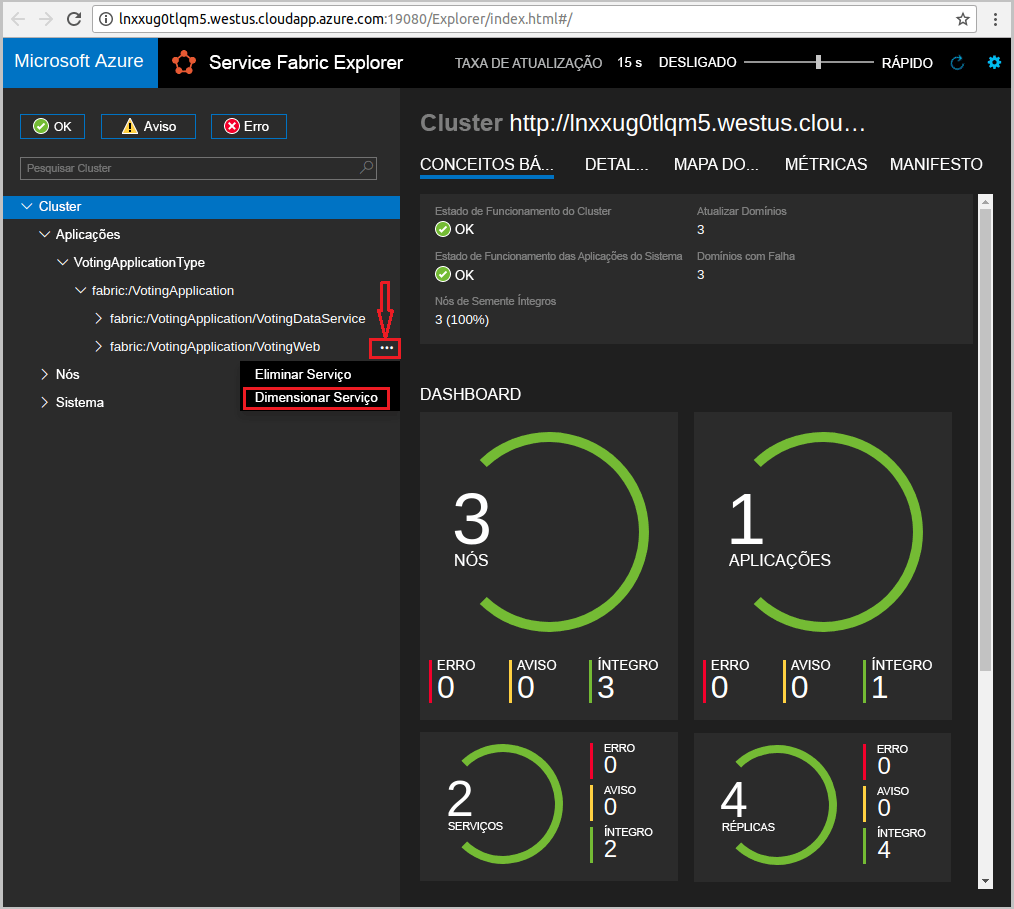 lnxxug0tlqm5.westus.cloudapp.azure.com:19080/Explorer/index.html#/
Microsoft Azure
Service Fabric Explorer
TAXA DE ATUALIZAÇÃO 15 s DESLIGADO RÁPIDO
OK Aviso Erro
Pesquisar Cluster
Cluster
Aplicações
VotingApplicationType
fabric:/VotingApplication
fabric:/VotingApplication/VotingDataService
fabric:/VotingApplication/VotingWeb ...
Eliminar Serviço
Dimensionar Serviço
Nós
Sistema
Cluster http://lnxxug0tlqm5.westus.clou...
CONCEITOS BÁ... DETAL... MAPA DO... MÉTRICAS MANIFESTO
Estado de Funcionamento do Cluster
OK
Atualizar Domínios
3
Estado de Funcionamento das Aplicações do Sistema
OK
Domínios com Falha
3
Nós de Semente Íntegros
3 (100%)
DASHBOARD
3
NÓS
ERRO AVISO ÍNTEGRO
0 0 3
1
APLICAÇÕES
ERRO AVISO ÍNTEGRO
0 0 1
2
SERVIÇOS
ERRO
0
AVISO
0
ÍNTEGRO
2
4
RÉPLICAS
ERRO
0
AVISO
0
ÍNTEGRO
4